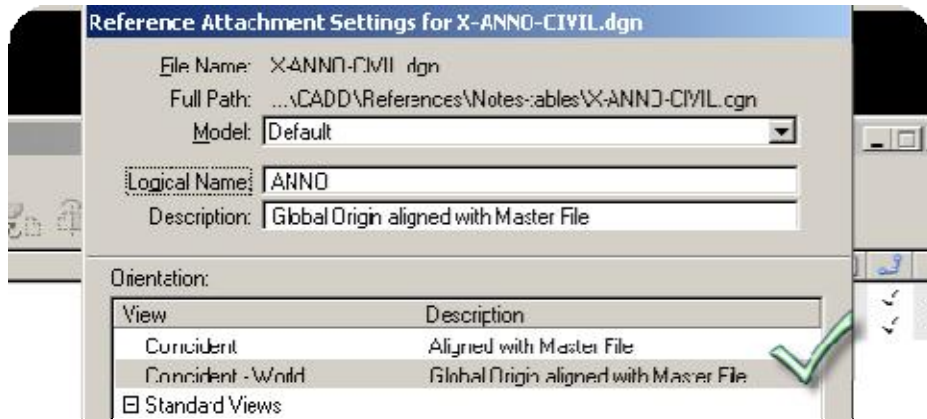 Reference Attachment Settings for X-ANNO-CIVIL.dgn
File Name: X-ANNO-CIVIL.dgn
Full Path: ...\CADD\References\Notes-tables\X-ANNO-CIVIL.dgn
Model: Default
Logical Name: ANNO
Description: Global Origin aligned with Master File
Orientation:
View Description
Coincident Aligned with Master File
Coincident - World Global Origin aligned with Master File
Standard Views